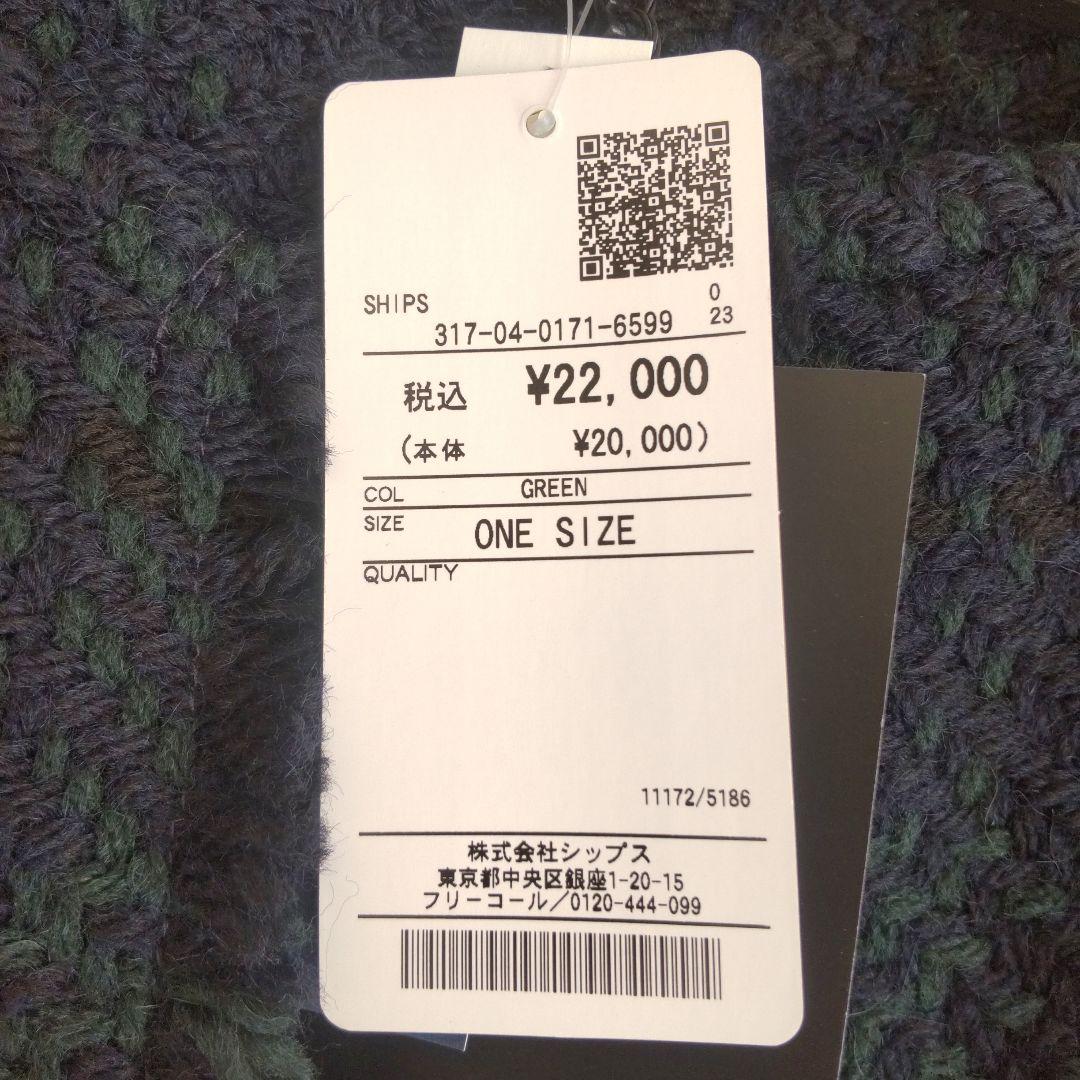 SHIPS
0
317-04-0171-6599
23
税込 ¥22,000
(本体 ¥20,000)
COL GREEN
SIZE ONE SIZE
QUALITY
11172/5186
株式会社シップス
東京都中央区銀座1-20-15
フリーコール/0120-444-099